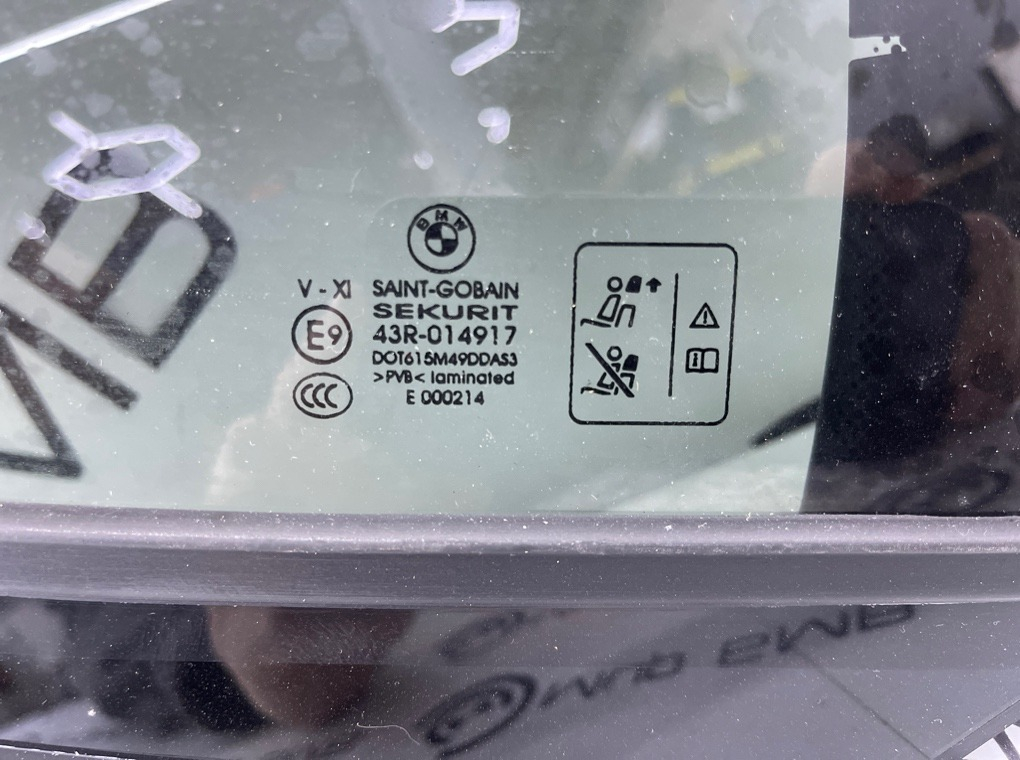 BMW
V - XI
SAINT-GOBAIN
SEKURIT
E9
43R-014917
DOT615M49DDAS3
CCC
>PVB< laminated
E 000214